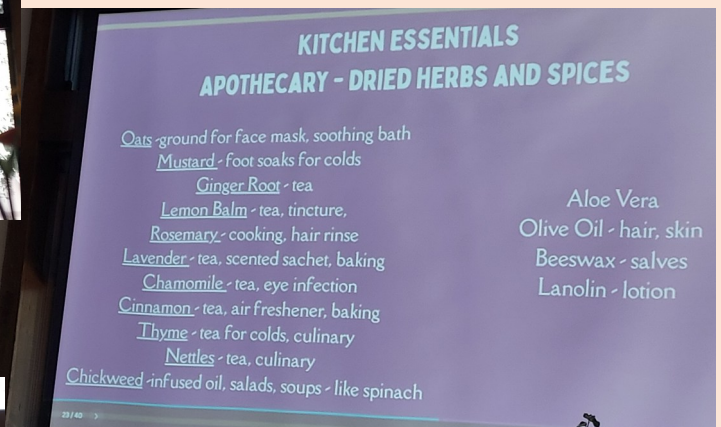 KITCHEN ESSENTIALS
APOTHECARY - DRIED HERBS AND SPICES
Oats -ground for face mask, soothing bath
Mustard - foot soaks for colds
Ginger Root - tea
Lemon Balm - tea, tincture,
Rosemary - cooking, hair rinse
Lavender - tea, scented sachet, baking
Chamomile - tea, eye infection
Cinnamon - tea, air freshener, baking
Thyme - tea for colds, culinary
Nettles - tea, culinary
Chickweed -infused oil, salads, soups - like spinach
Aloe Vera
Olive Oil - hair, skin
Beeswax - salves
Lanolin - lotion
23 / 40